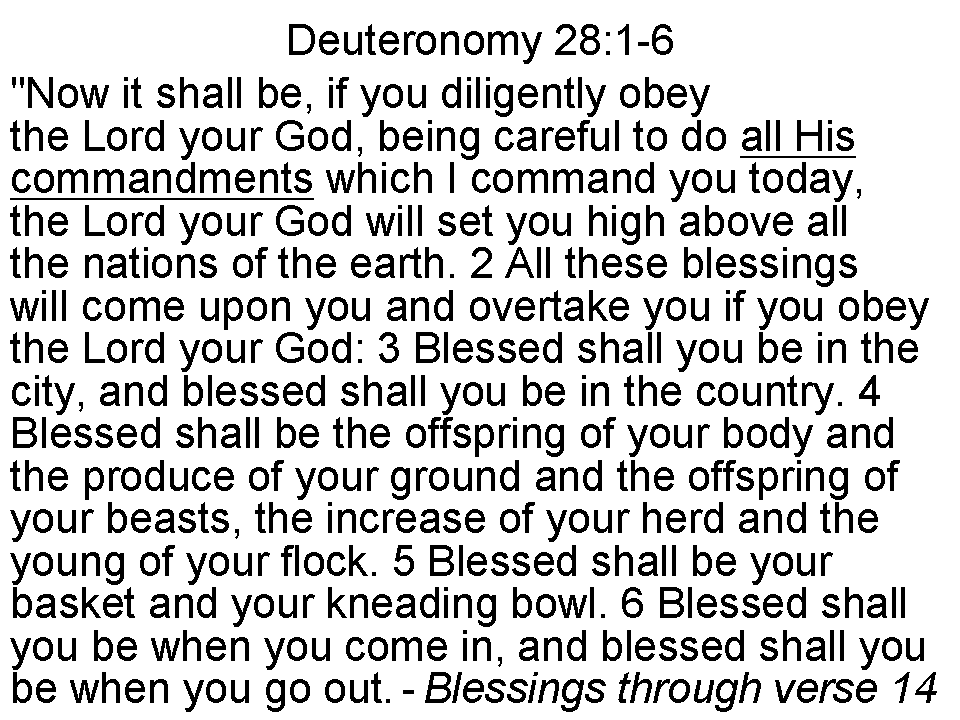 Deuteronomy 28:1-6
"Now it shall be, if you diligently obey
the Lord your God, being careful to do all His
commandments which I command you today,
the Lord your God will set you high above all
the nations of the earth. 2 All these blessings
will come upon you and overtake you if you obey
the Lord your God: 3 Blessed shall you be in the
city, and blessed shall you be in the country. 4
Blessed shall be the offspring of your body and
the produce of your ground and the offspring of
your beasts, the increase of your herd and the
young of your flock. 5 Blessed shall be your
basket and your kneading bowl. 6 Blessed shall
you be when you come in, and blessed shall you
be when you go out. - Blessings through verse 14